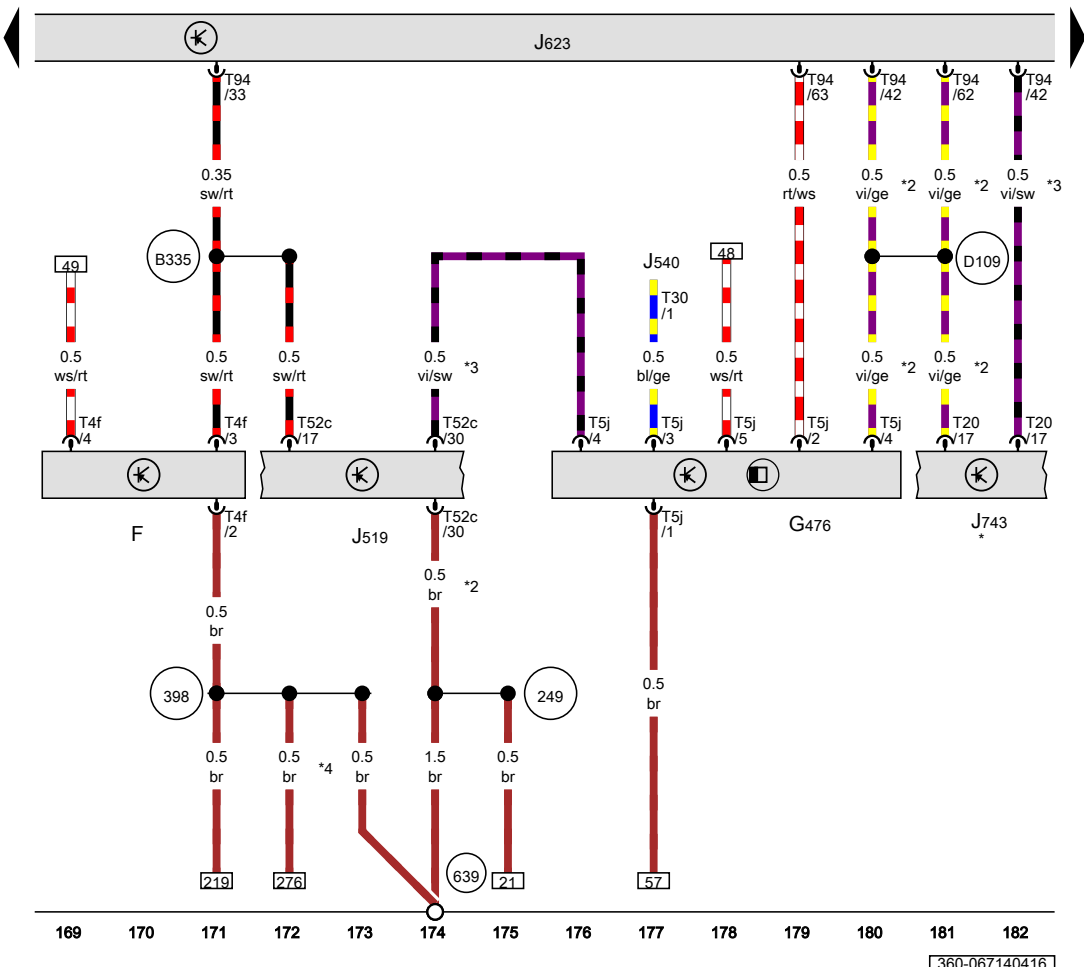 J623
T94 T94 T94 T94 T94
/33 /63 /42 /62 /42
0.35 0.5 0.5 *2 0.5 *2 0.5 *3
sw/rt rt/ws vi/ge vi/ge vi/sw
B335 49 J540 48 D109
T30
/1
0.5 0.5 0.5 0.5 *3 0.5 0.5 0.5 *2 0.5 *2
ws/rt sw/rt sw/rt vi/sw bl/ge ws/rt vi/ge vi/ge
T4f T4f T52c T52c T5j T5j T5j T5j T5j T20 T20
/4 /3 /17 /30 /4 /3 /5 /2 /4 /17 /17
F T4f J519 T52c T5j G476 J743
/2 /30 /1 *
0.5 *2
br
0.5
br
398 249
0.5
br
0.5 0.5 *4 0.5 1.5 0.5
br br br br br
219 276 639 21 57
169 170 171 172 173 174 175 176 177 178 179 180 181 182
360-067140416